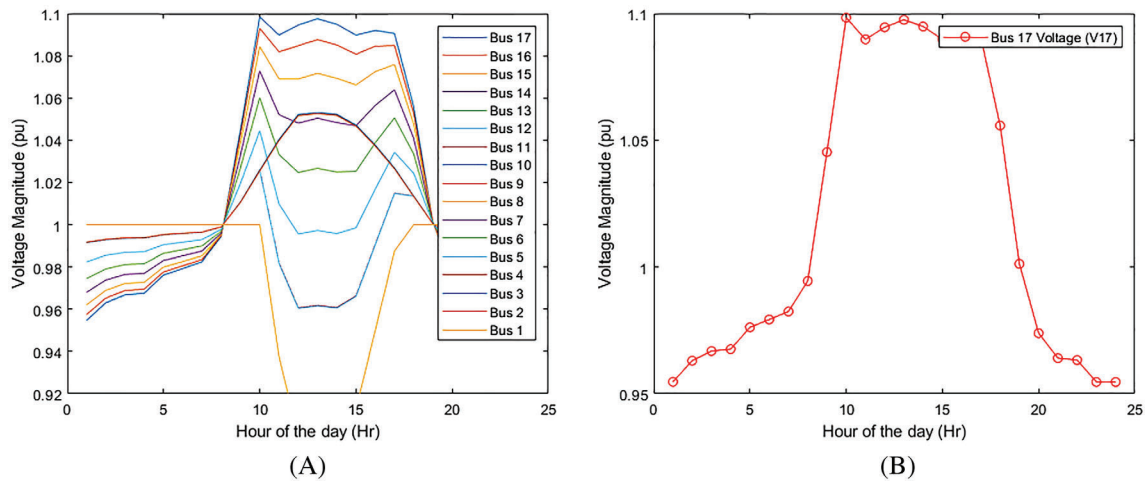 1.1
1.08
1.06
1.04
1.02
1
0.98
0.96
0.94
0.92
0
5
10
15
20
25
Voltage Magnitude (pu)
Hour of the day (Hr)
Bus 17
Bus 16
Bus 15
Bus 14
Bus 13
Bus 12
Bus 11
Bus 10
Bus 9
Bus 8
Bus 7
Bus 6
Bus 5
Bus 4
Bus 3
Bus 2
Bus 1
(A)
1.1
1.05
1
0.95
0
5
10
15
20
25
Voltage Magnitude (pu)
Hour of the day (Hr)
Bus 17 Voltage (V17)
(B)